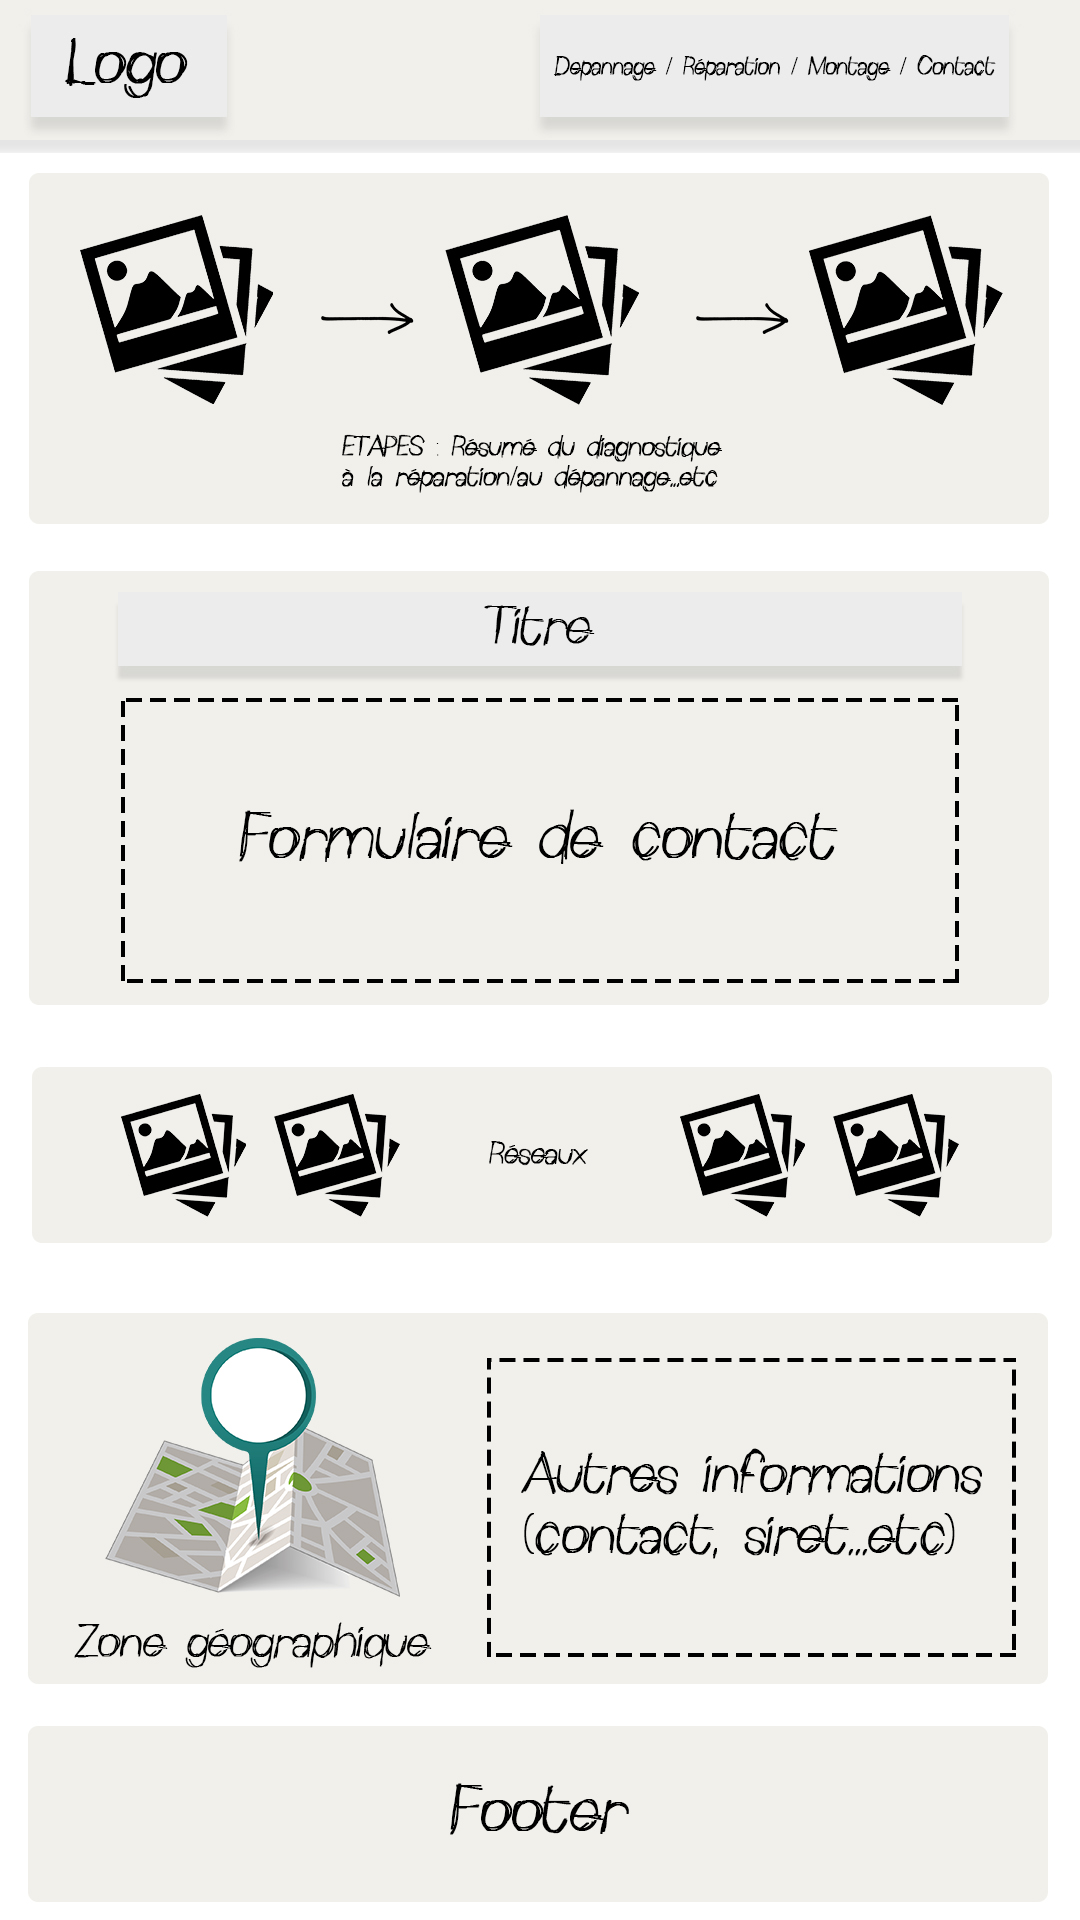 Logo
Depannage / Réparation / Montage / Contact
ETAPES : Résumé du diagnostique
à la réparation/au dépannage...etc
Titre
Formulaire de contact
Réseaux
Autres informations
(contact, siret...etc)
Zone géographique
Footer